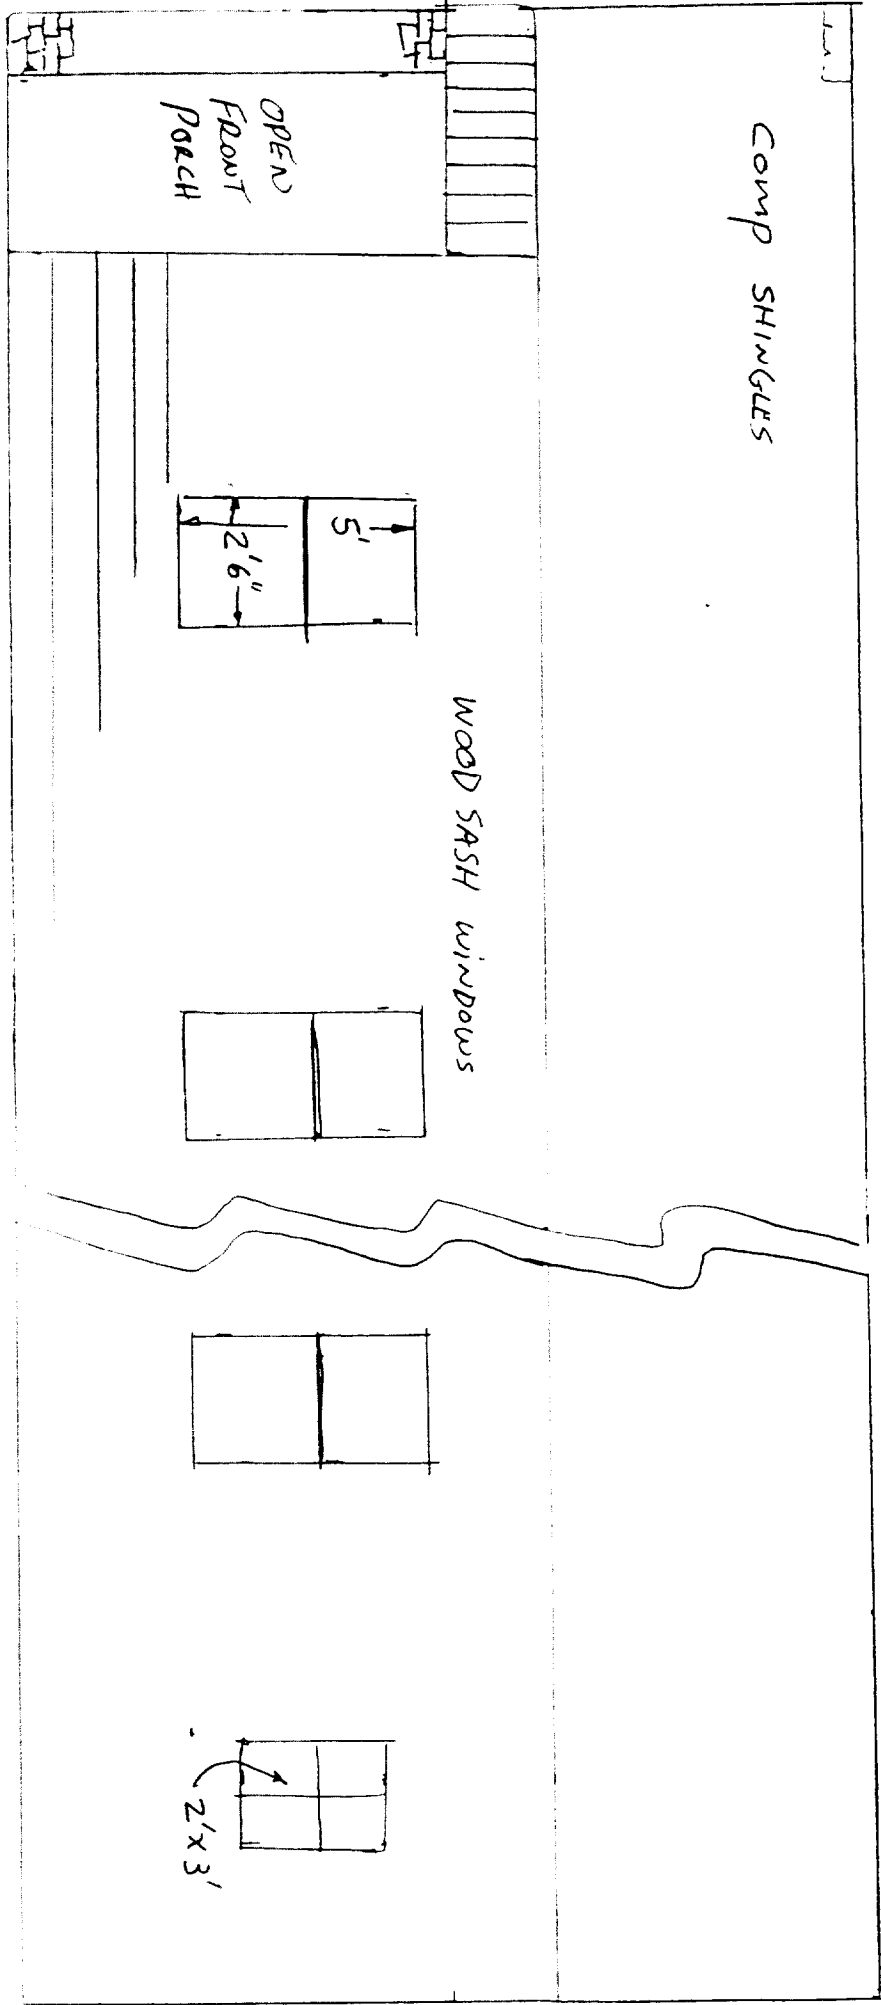 Comp SHINGLES
OPEN
FRONT
PORCH
WOOD SASH WINDOWS
5'
2'6"
2'x3'